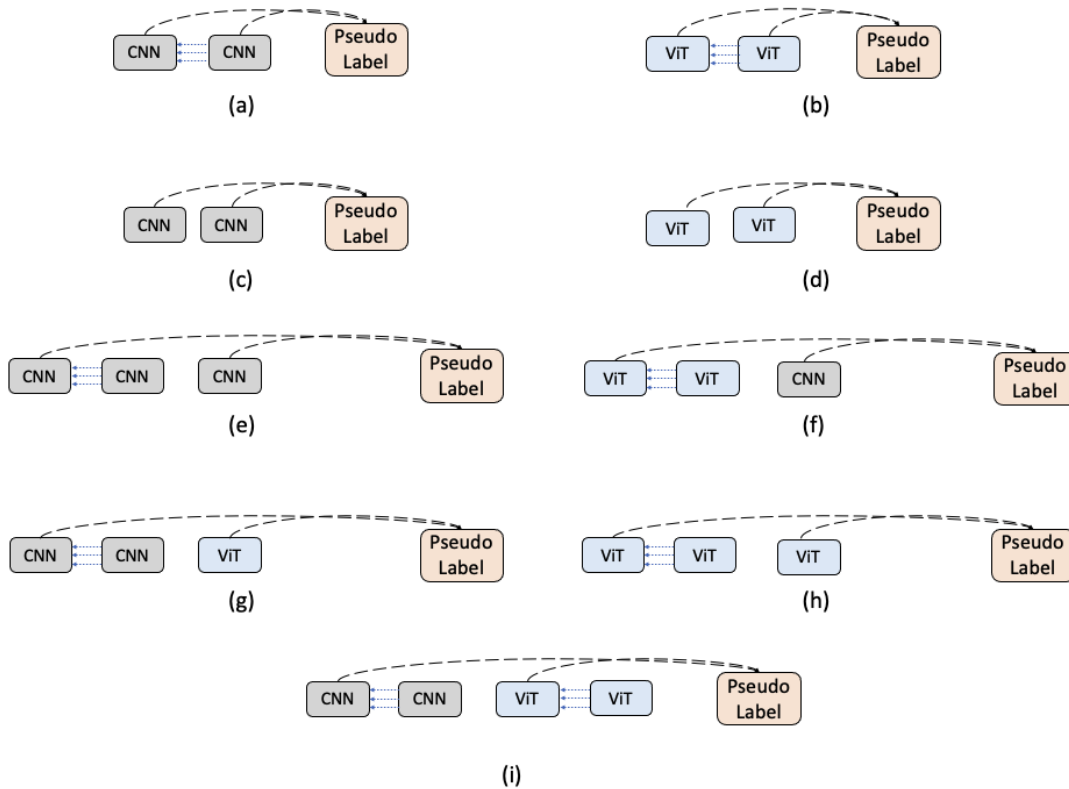 CNN
CNN
Pseudo
Label
(a)
ViT
ViT
Pseudo
Label
(b)
CNN
CNN
Pseudo
Label
(c)
ViT
ViT
Pseudo
Label
(d)
CNN
CNN
CNN
Pseudo
Label
(e)
ViT
ViT
CNN
Pseudo
Label
(f)
CNN
CNN
ViT
Pseudo
Label
(g)
ViT
ViT
ViT
Pseudo
Label
(h)
CNN
CNN
ViT
ViT
Pseudo
Label
(i)